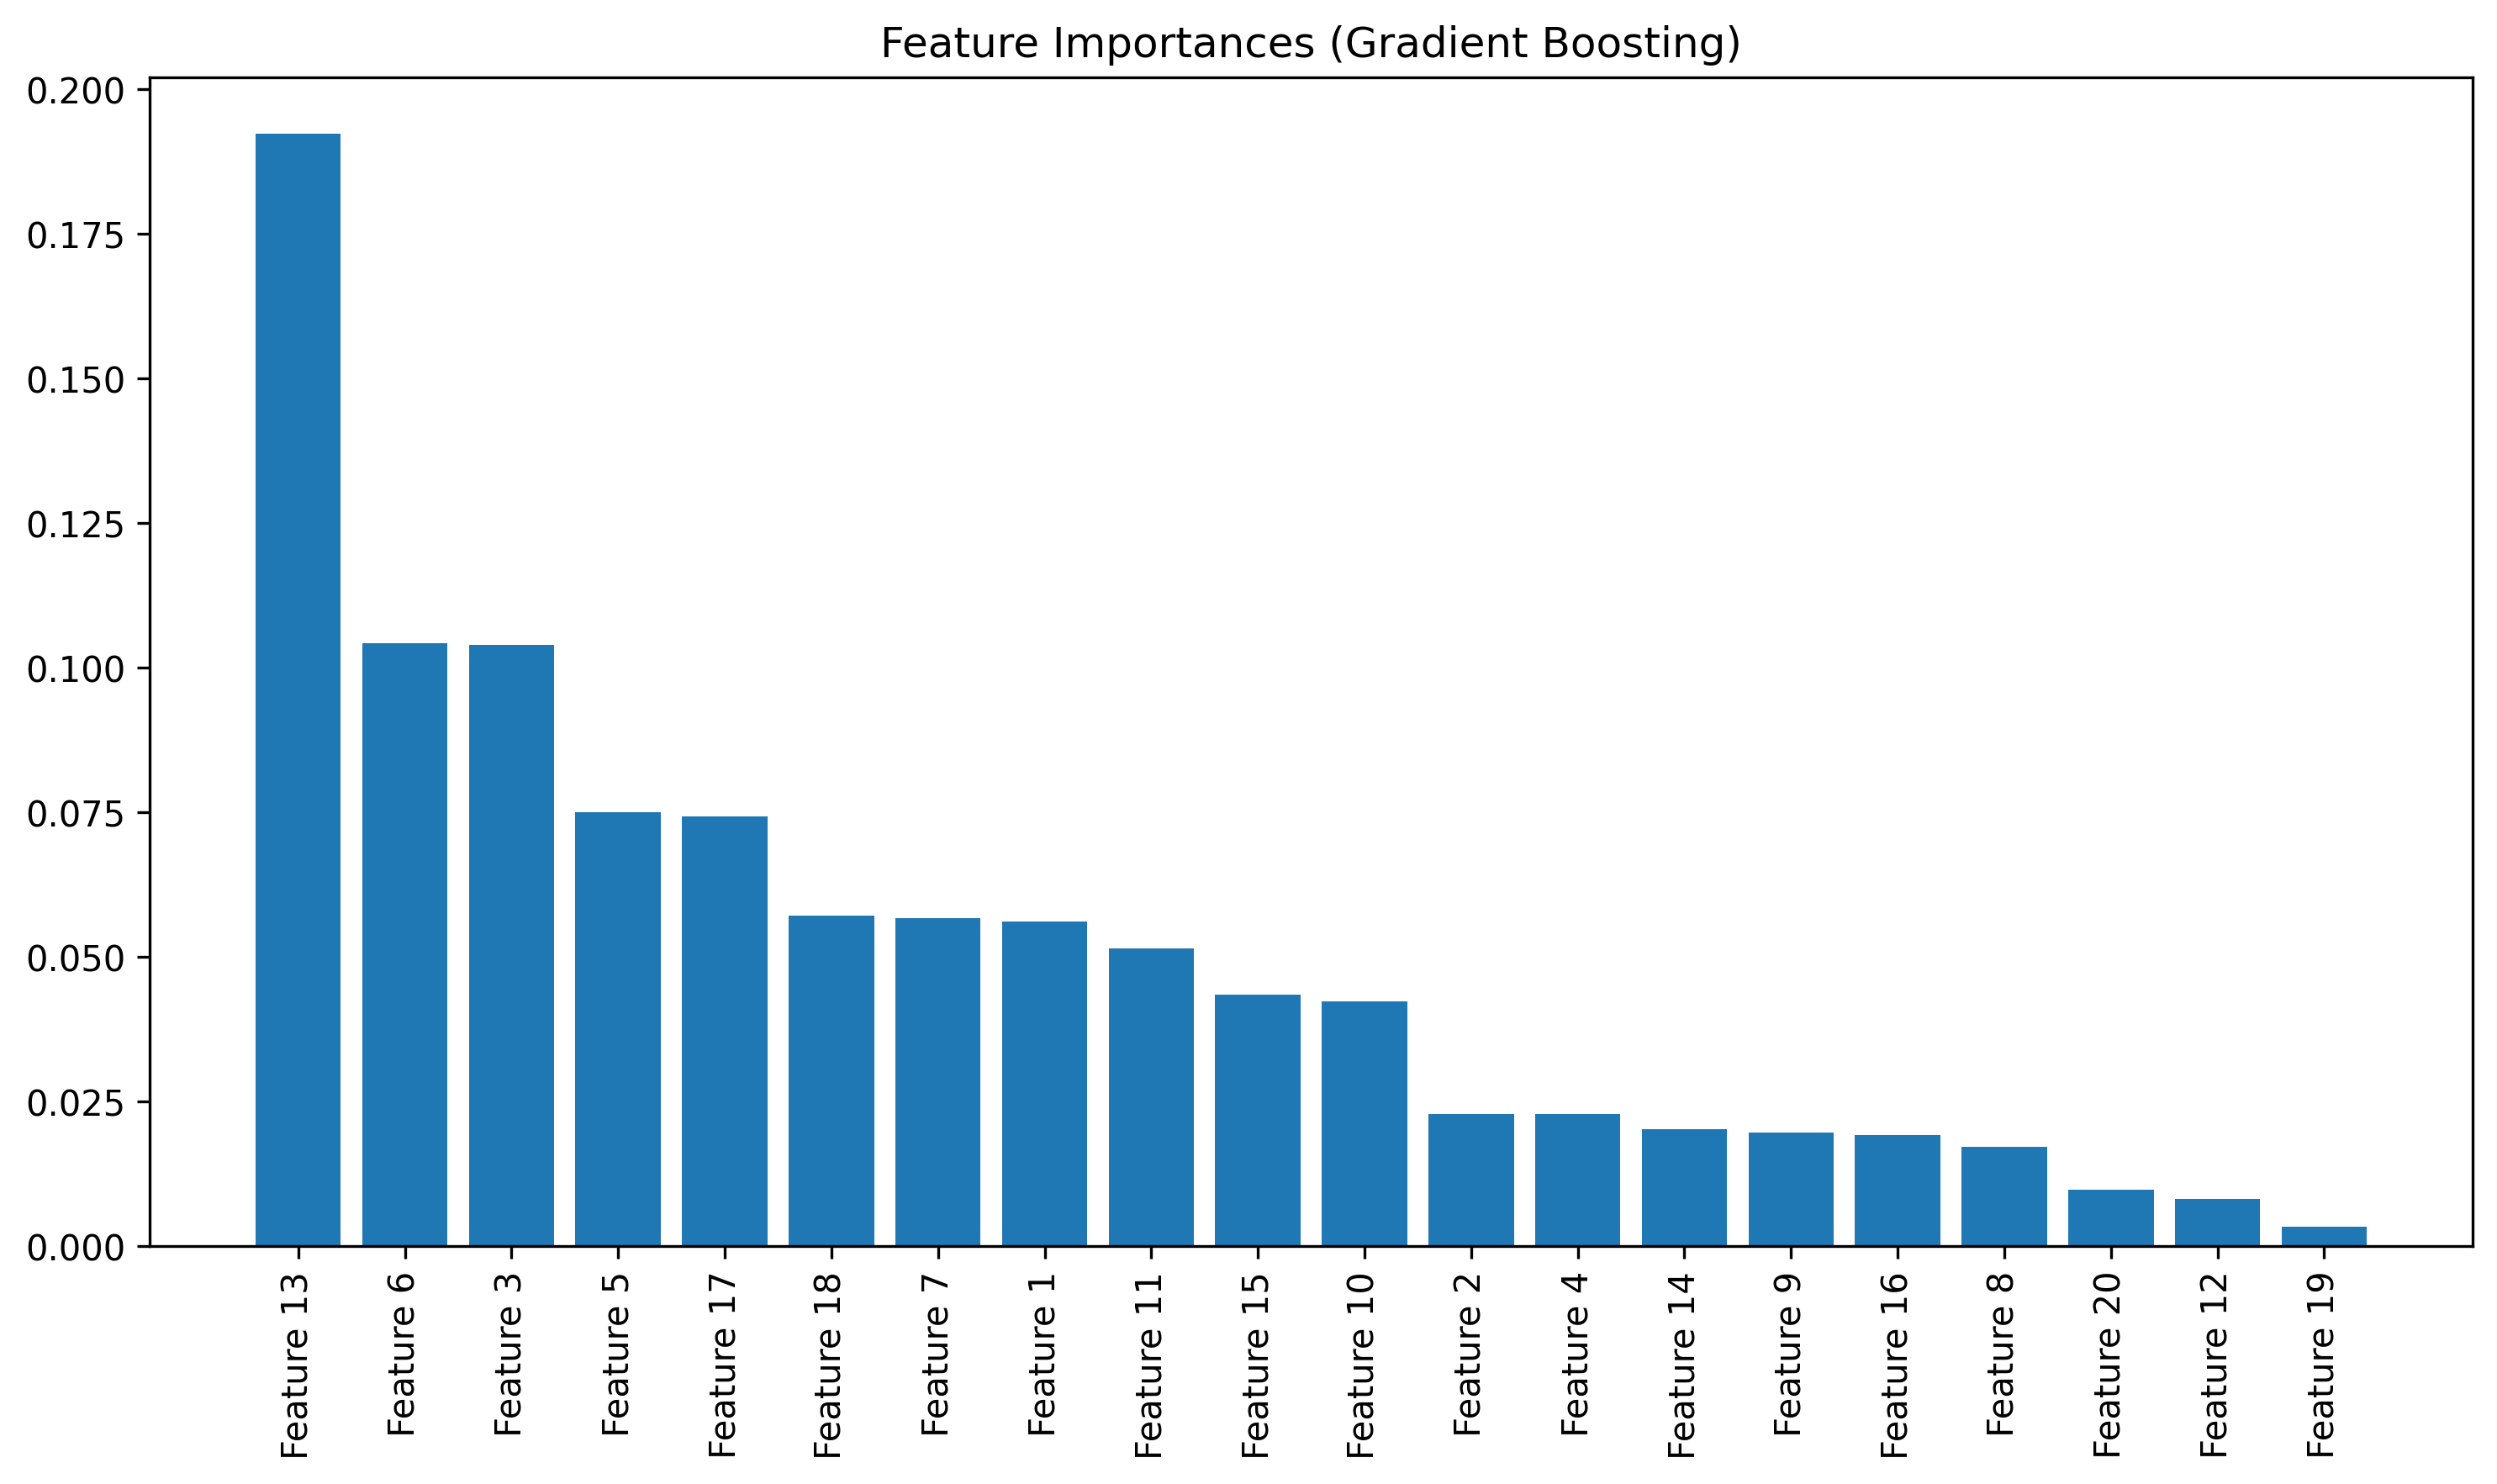 Feature Importances (Gradient Boosting)
0.200
0.175
0.150
0.125
0.100
0.075
0.050
0.025
0.000
Feature 13
Feature 6
Feature 3
Feature 5
Feature 17
Feature 18
Feature 7
Feature 1
Feature 11
Feature 15
Feature 10
Feature 2
Feature 4
Feature 14
Feature 9
Feature 16
Feature 8
Feature 20
Feature 12
Feature 19